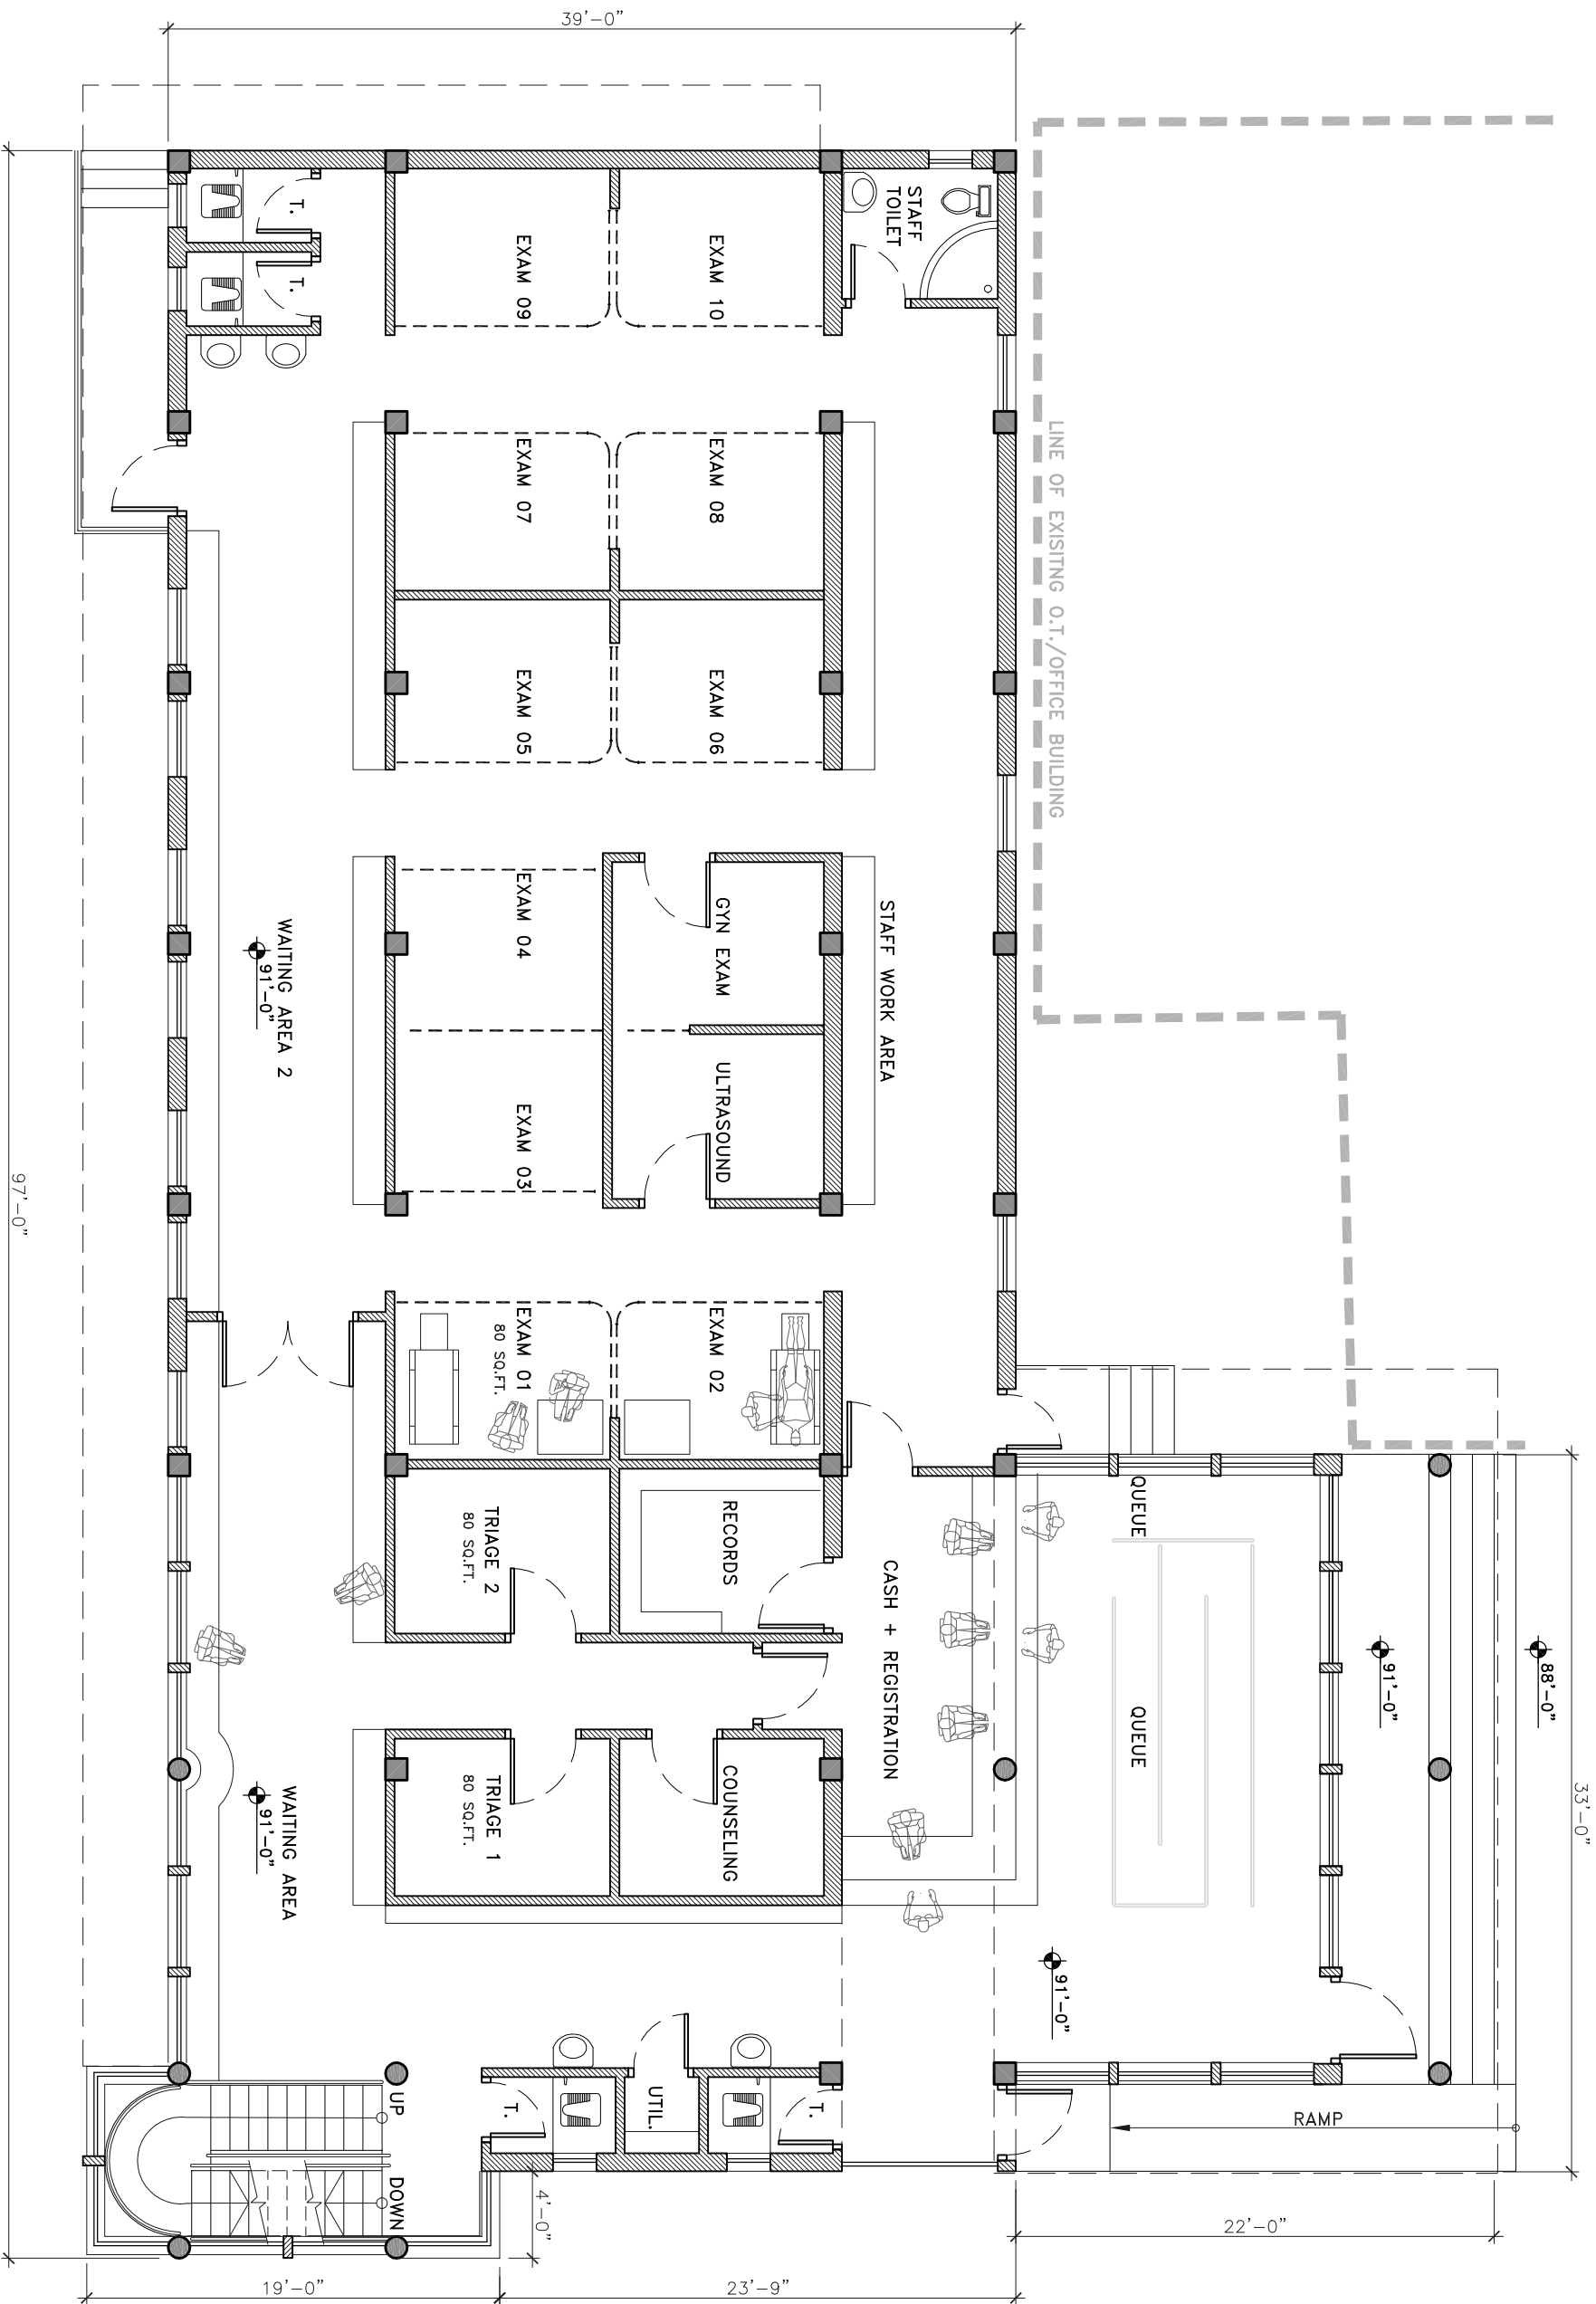 39'-0"
STAFF
TOILET
T.
T.
EXAM 09
EXAM 10
EXAM 07
EXAM 08
LINE OF EXISITNG O.T./OFFICE BUILDING
EXAM 05
EXAM 06
EXAM 04
GYN EXAM
STAFF WORK AREA
WAITING AREA 2
91'-0"
EXAM 03
ULTRASOUND
97'-0"
EXAM 01
80 SQ.FT.
EXAM 02
TRIAGE 2
80 SQ.FT.
RECORDS
CASH + REGISTRATION
QUEUE
QUEUE
91'-0"
88'-0"
33'-0"
WAITING AREA
91'-0"
TRIAGE 1
80 SQ.FT.
COUNSELING
91'-0"
UP
DOWN
T.
UTIL.
T.
RAMP
4'-0"
22'-0"
19'-0"
23'-9"